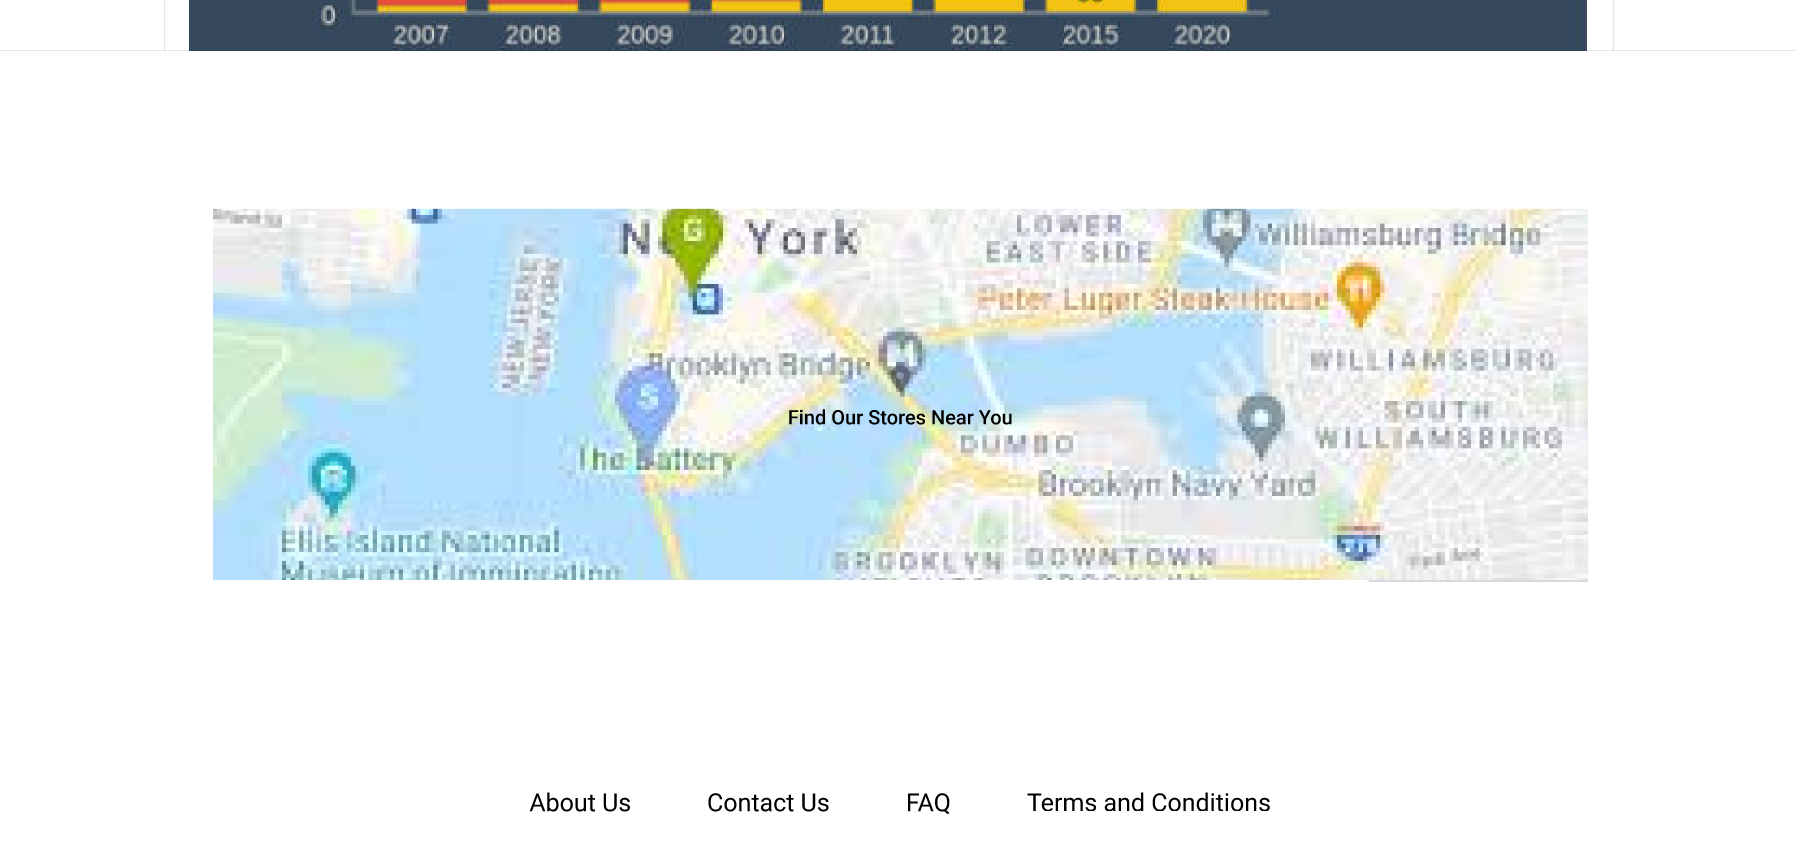 0
2007 2008 2009 2010 2011 2012 2015 2020
G
York
LOWER
EAST SIDE
Williamsburg Bridge
Peter Luger Steak House
NEW JERSEY
NEW YORK
Brooklyn Bridge
WILLIAMSBURG
S
Find Our Stores Near You
SOUTH
WILLIAMSBURG
DUMBO
The Battery
Brooklyn Navy Yard
Ellis Island National
Museum of Immigration
BROOKLYN
DOWNTOWN
BROOKLYN
About Us Contact Us FAQ Terms and Conditions